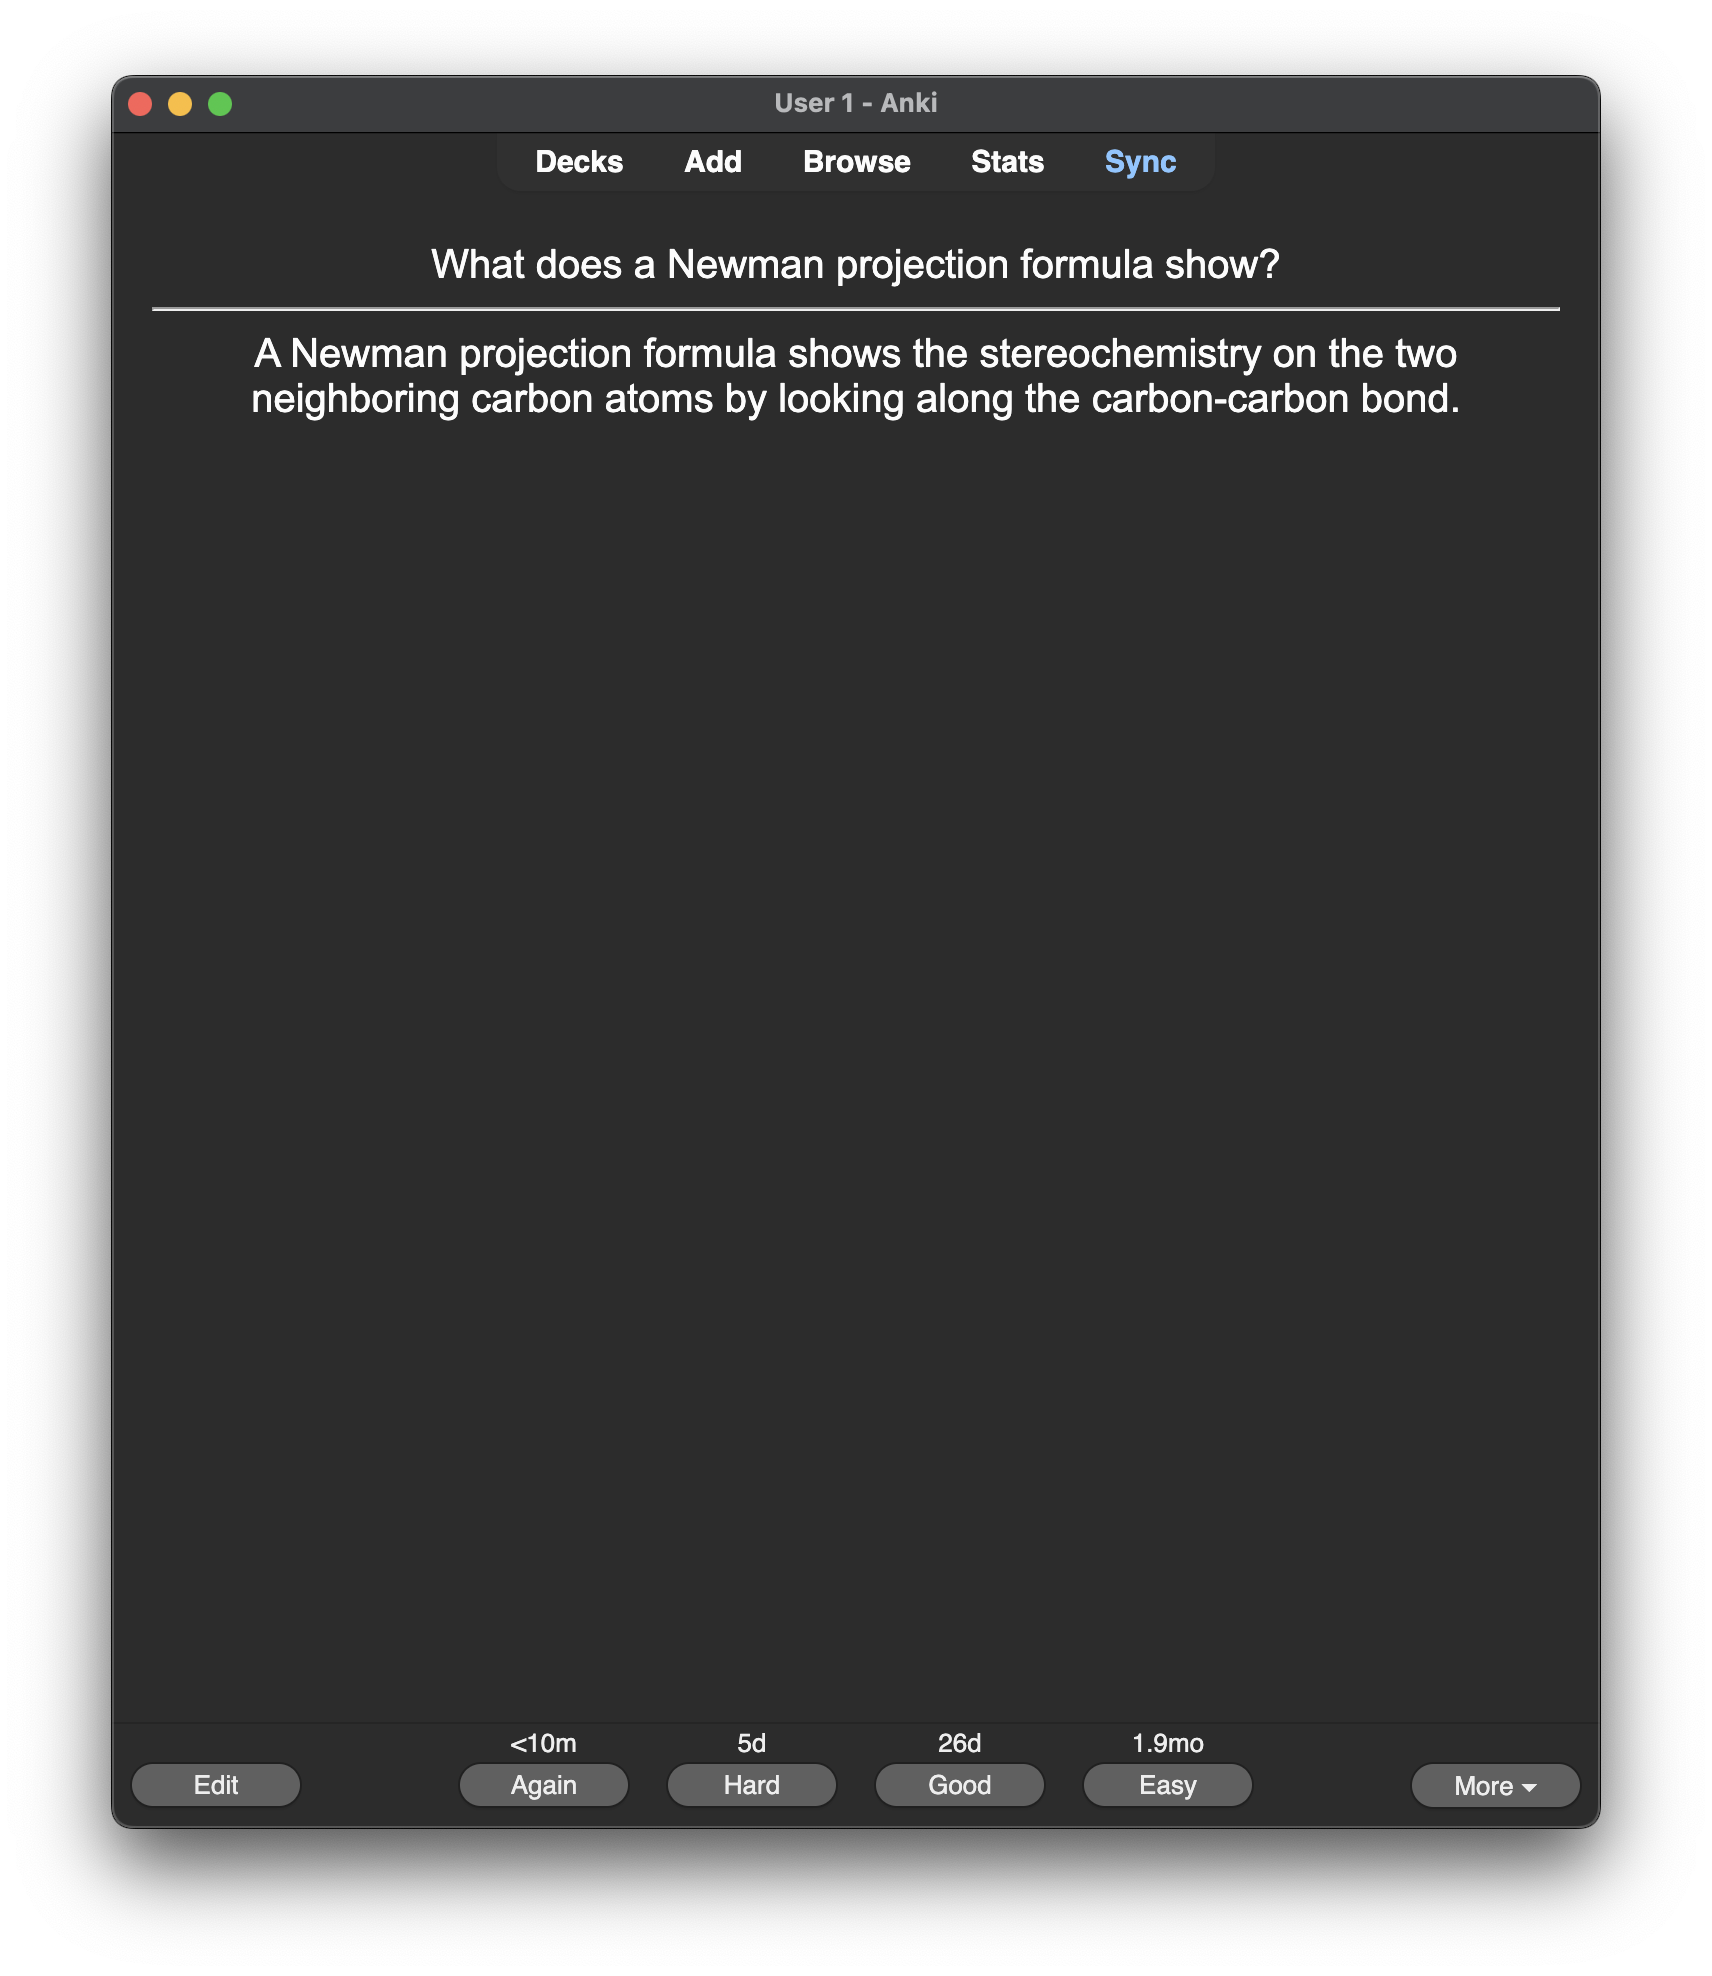 User 1 - Anki
Decks Add Browse Stats Sync
What does a Newman projection formula show?
A Newman projection formula shows the stereochemistry on the two
neighboring carbon atoms by looking along the carbon-carbon bond.
<10m 5d 26d 1.9mo
Edit Again Hard Good Easy More